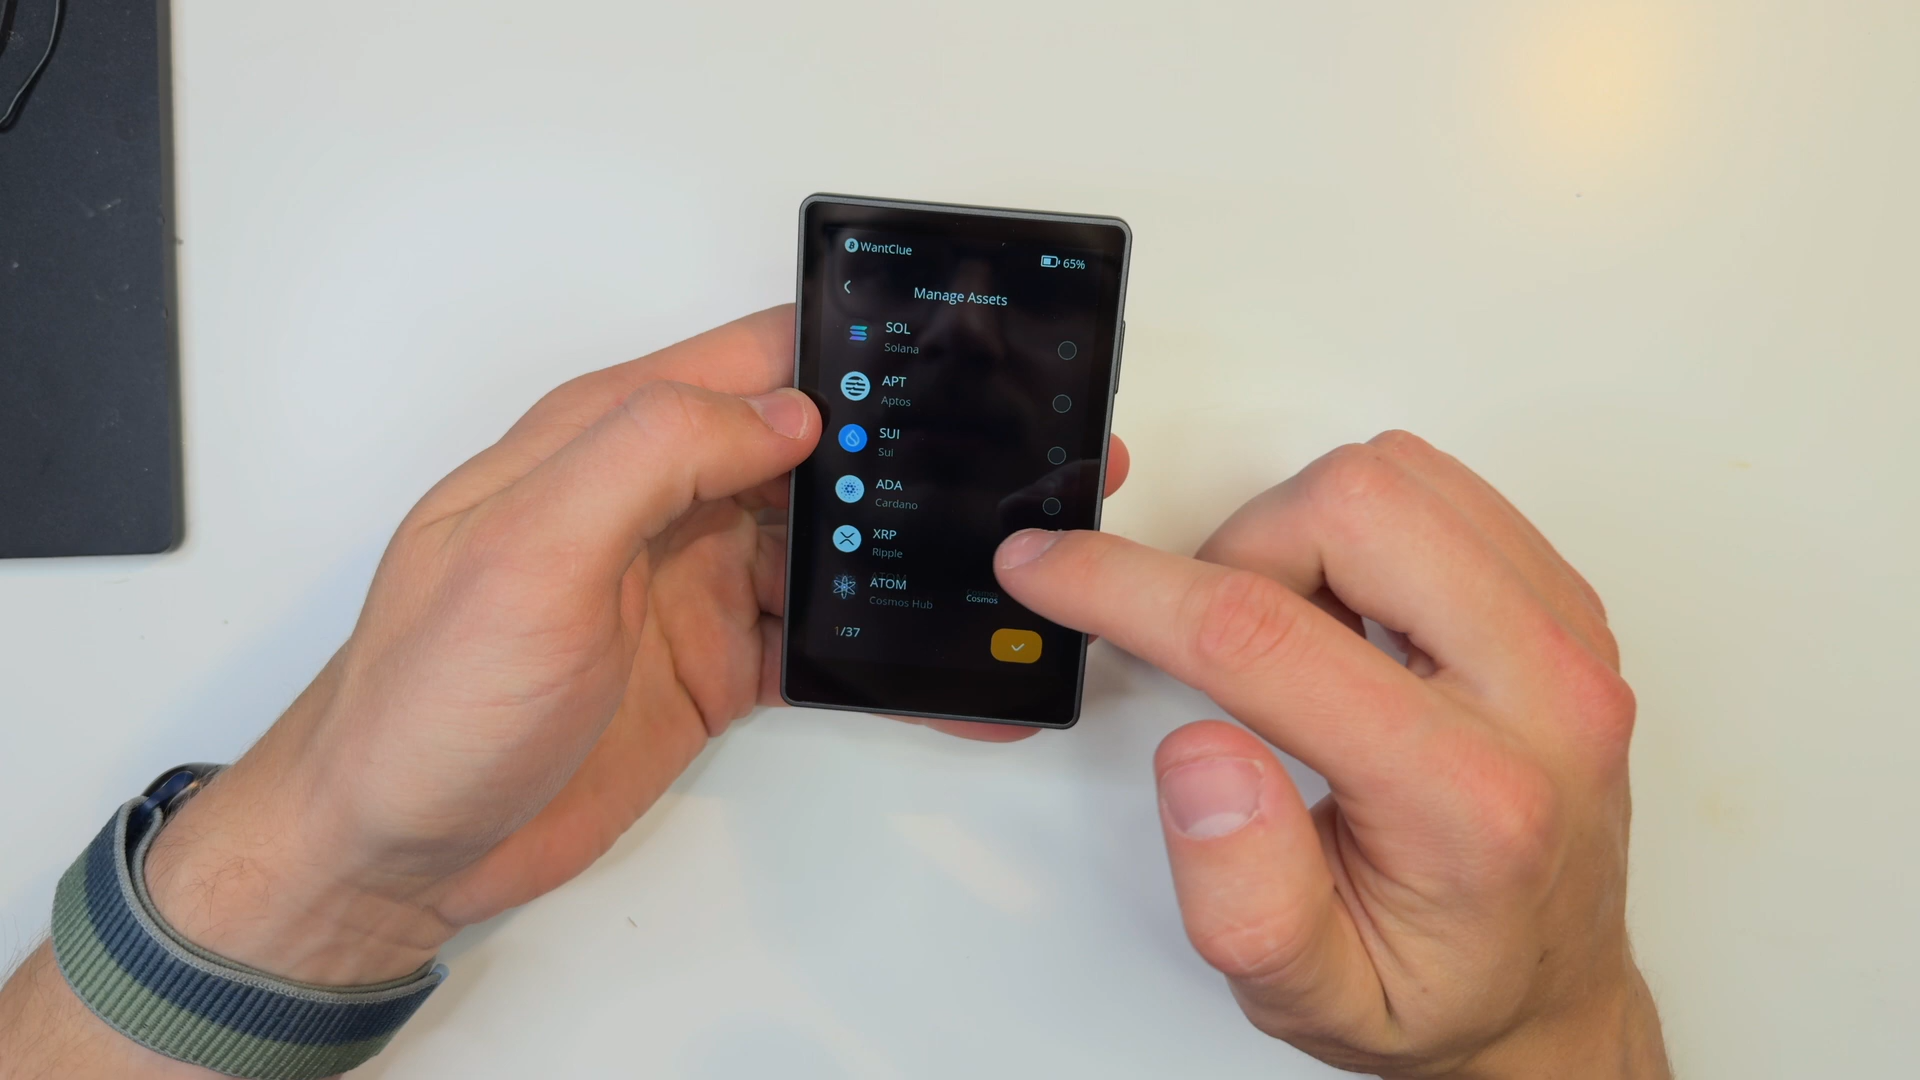 WantClue
65%
Manage Assets
SOL
Solana
APT
Aptos
SUI
Sui
ADA
Cardano
XRP
Ripple
ATOM
Cosmos Hub
Cosmos
1/37